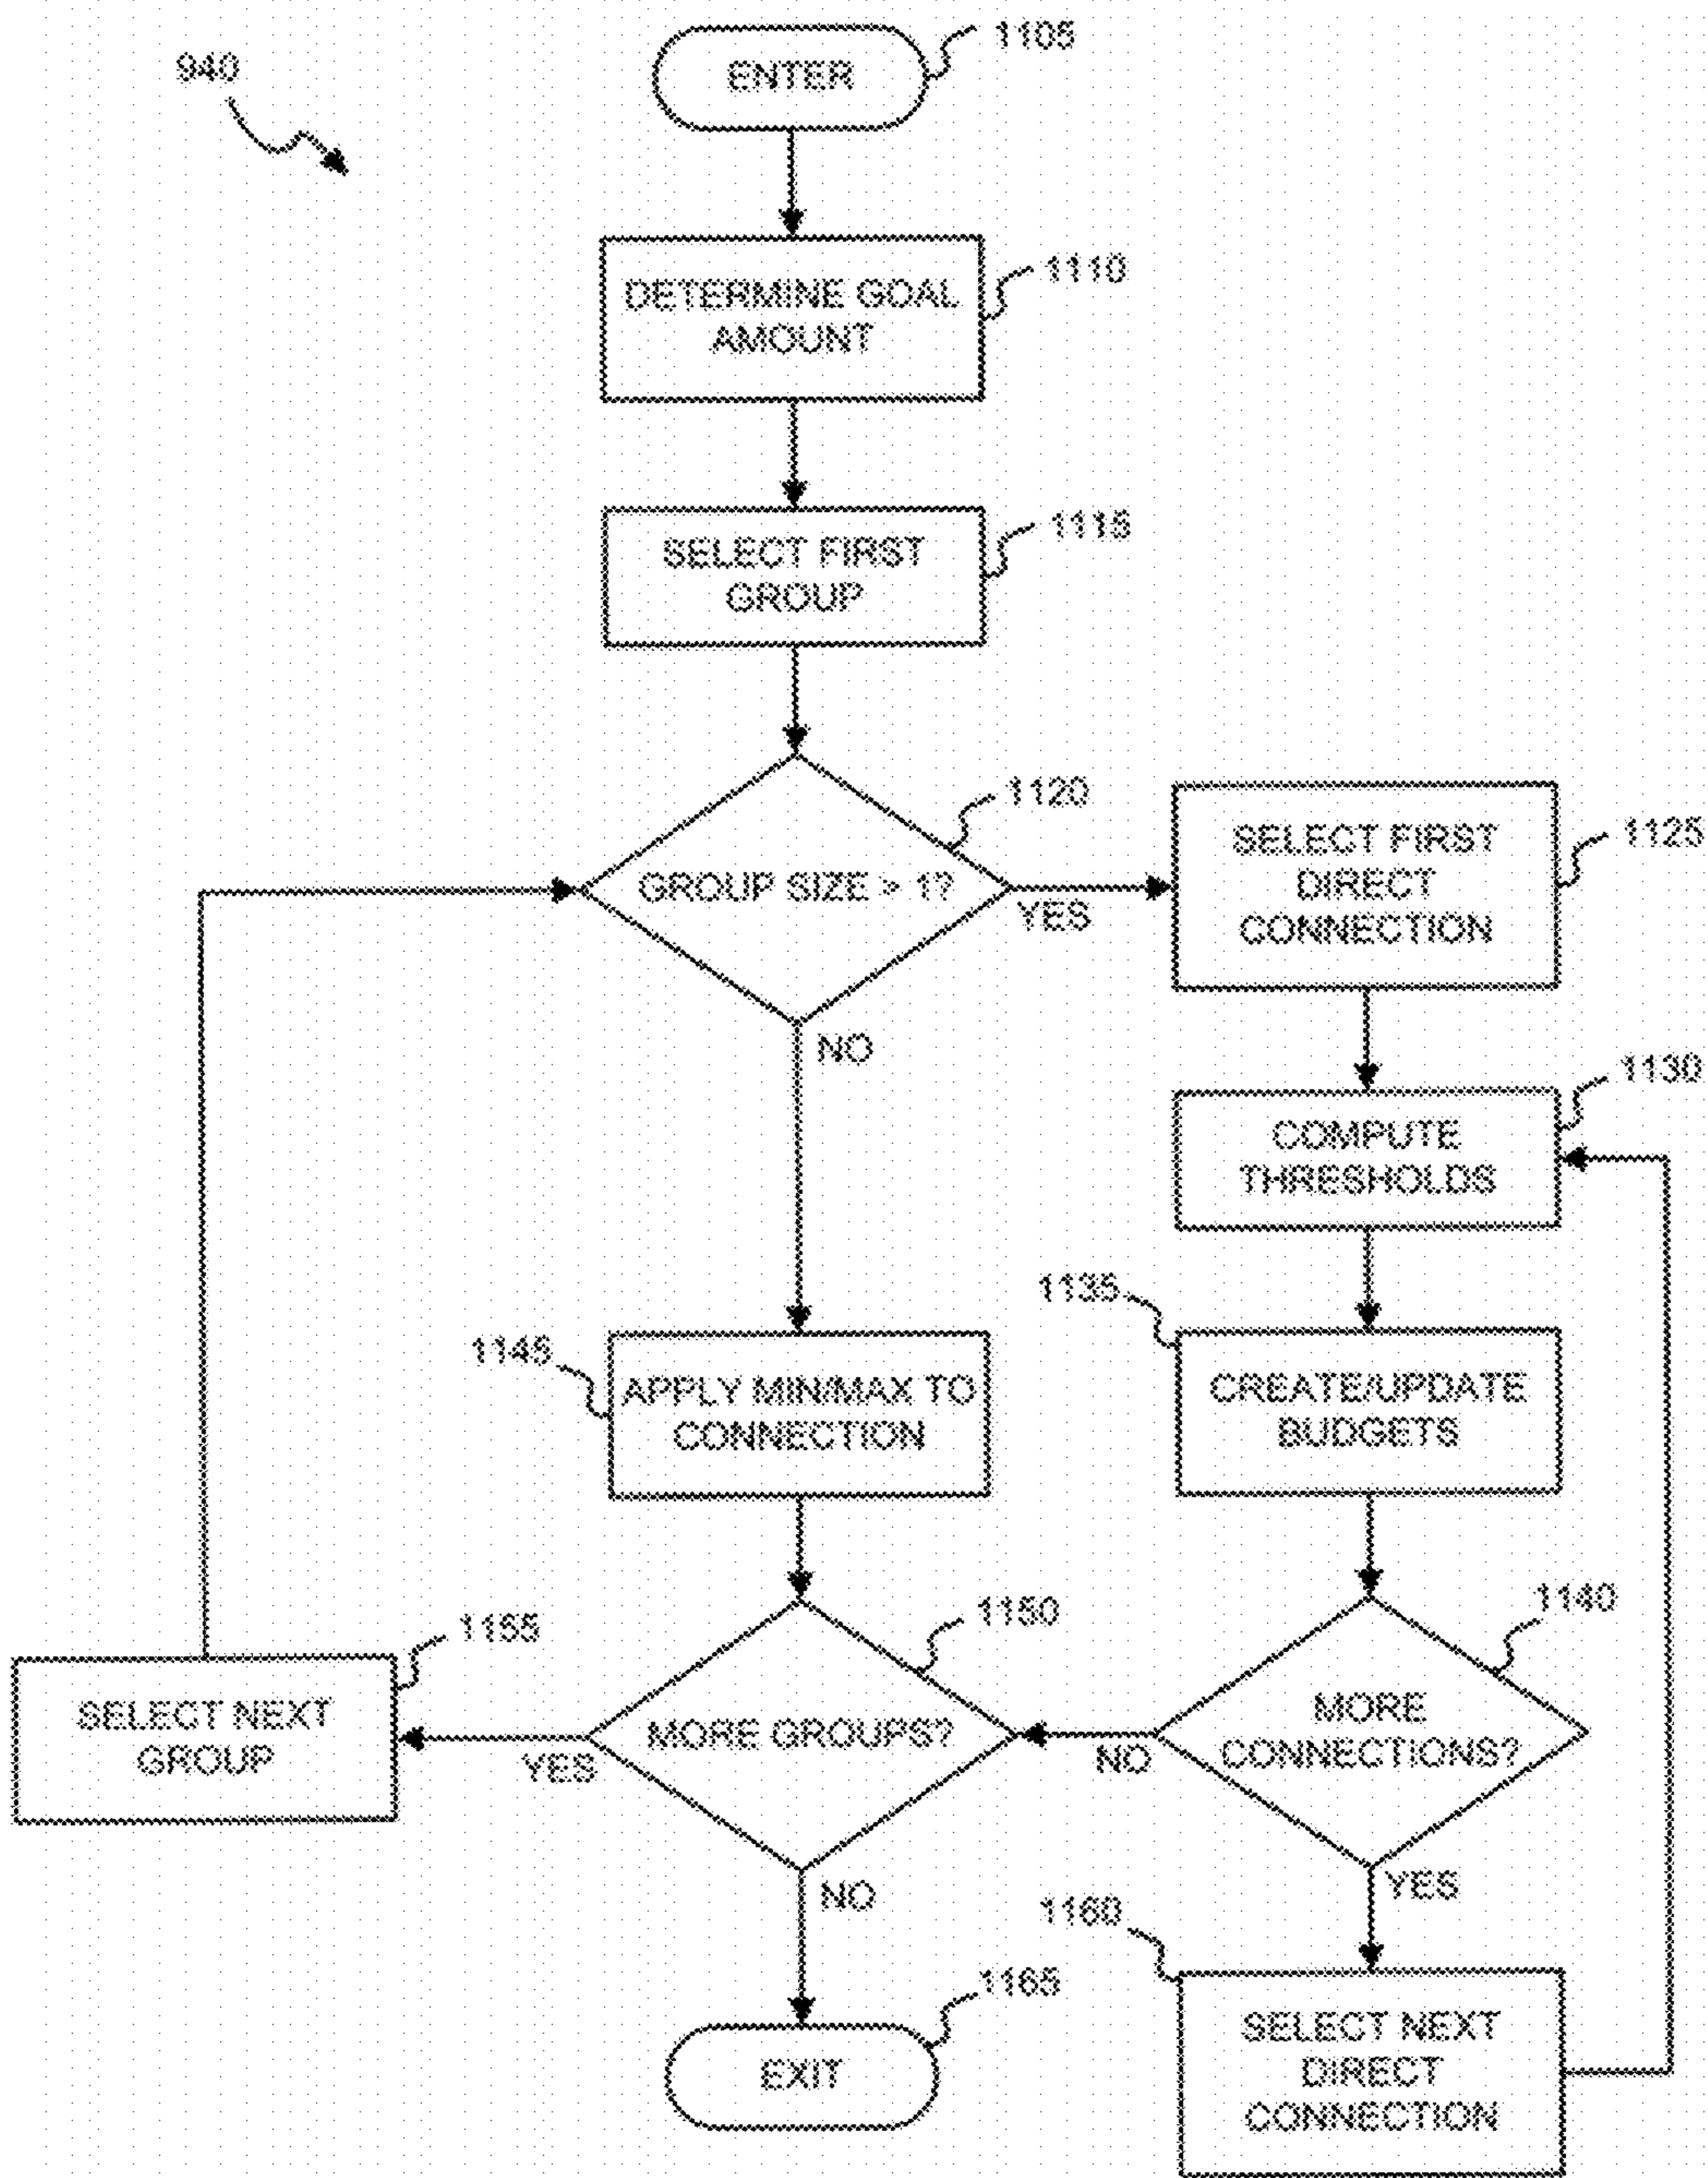 940
ENTER
1105
DETERMINE GOAL
AMOUNT
1110
SELECT FIRST
GROUP
1115
GROUP SIZE > 1?
1120
YES
NO
SELECT FIRST
DIRECT
CONNECTION
1125
COMPUTE
THRESHOLDS
1130
1135
CREATE/UPDATE
BUDGETS
1145
APPLY MIN/MAX TO
CONNECTION
MORE
CONNECTIONS?
1140
NO
YES
MORE GROUPS?
1150
YES
NO
SELECT NEXT
GROUP
1155
1160
SELECT NEXT
DIRECT
CONNECTION
EXIT
1165